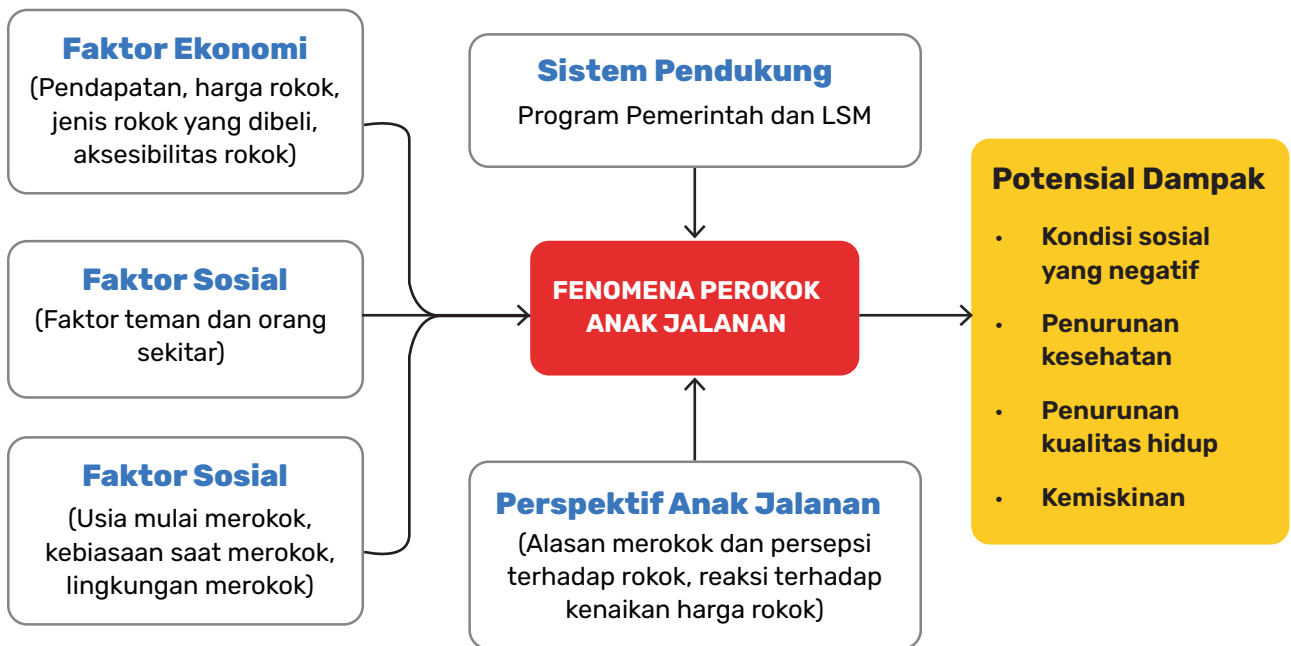 Faktor Ekonomi
(Pendapatan, harga rokok,
jenis rokok yang dibeli,
aksesibilitas rokok)
Faktor Sosial
(Faktor teman dan orang
sekitar)
Faktor Sosial
(Usia mulai merokok,
kebiasaan saat merokok,
lingkungan merokok)
Sistem Pendukung
Program Pemerintah dan LSM
FENOMENA PEROKOK
ANAK JALANAN
Perspektif Anak Jalanan
(Alasan merokok dan persepsi
terhadap rokok, reaksi terhadap
kenaikan harga rokok)
Potensial Dampak
• Kondisi sosial
yang negatif
• Penurunan
kesehatan
• Penurunan
kualitas hidup
• Kemiskinan